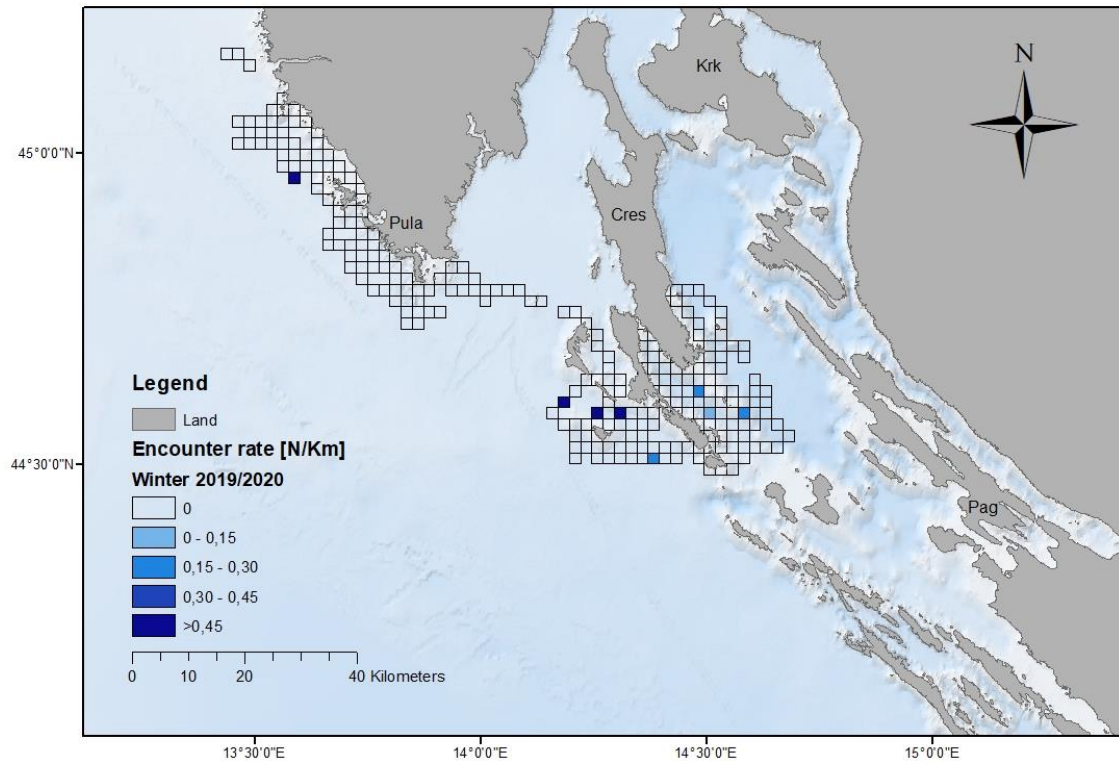 N
Krk
45°0'0"N
Cres
Pula
Legend
Land
Encounter rate [N/Km]
Winter 2019/2020
44°30'0"N
0
0 - 0,15
0,15 - 0,30
0,30 - 0,45
>0,45
Pag
0 10 20 40 Kilometers
13°30'0"E 14°0'0"E 14°30'0"E 15°0'0"E